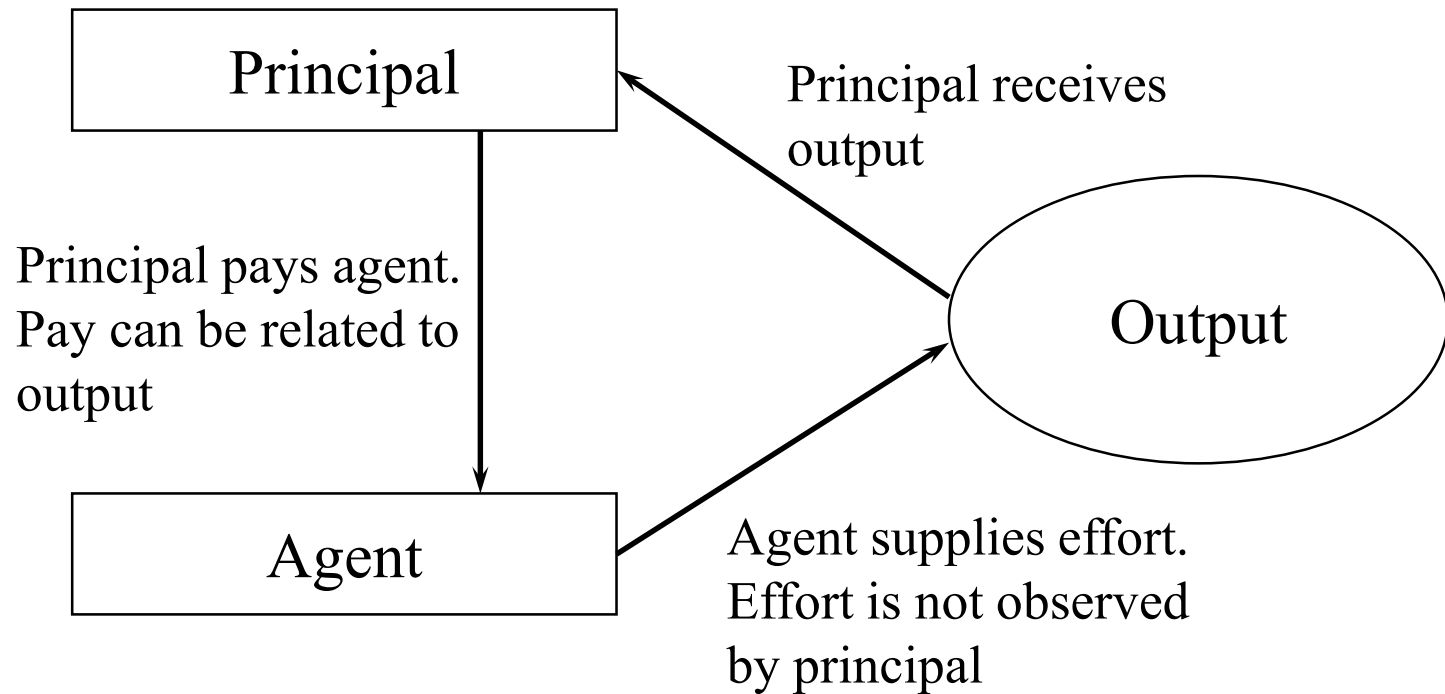 Principal
Principal receives
output
Principal pays agent.
Pay can be related to
output
Output
Agent
Agent supplies effort.
Effort is not observed
by principal